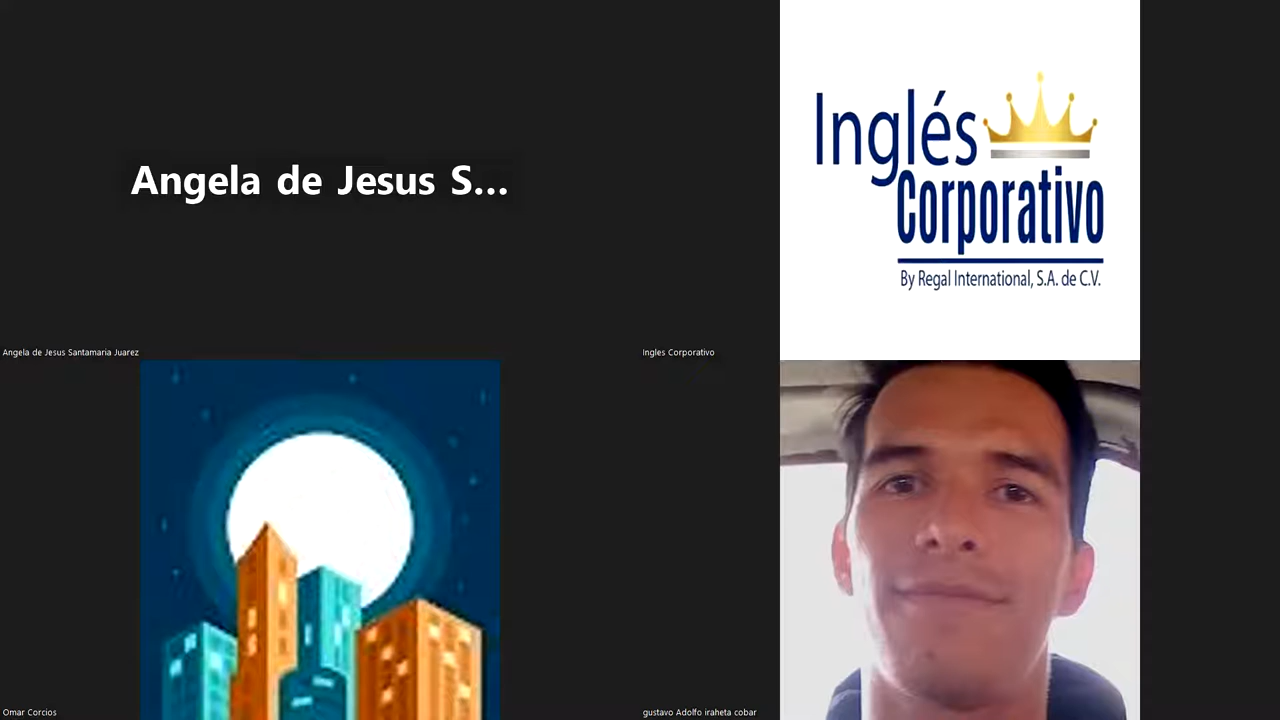 Angela de Jesus S...
Inglés
Corporativo
By Regal International, S.A. de C.V.
Angela de Jesus Santamaria Juarez
Ingles Corporativo
Omar Corcios
gustavo Adolfo iraheta cobar